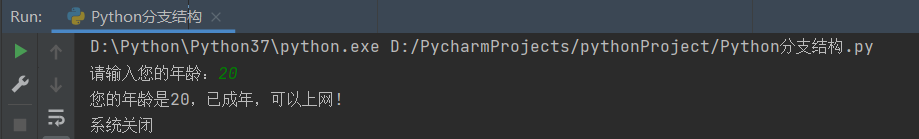 Run: Python分支结构
D:\Python\Python37\python.exe D:/PycharmProjects/pythonProject/Python分支结构.py
请输入您的年龄：20
您的年龄是20，已成年，可以上网！
系统关闭